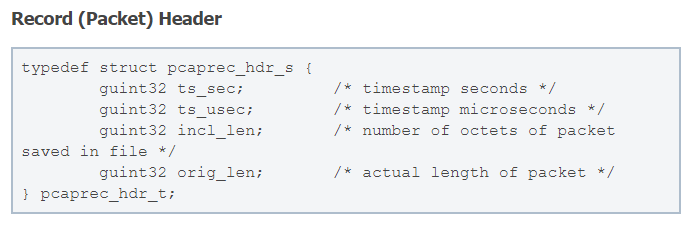 Record (Packet) Header
typedef struct pcaprec_hdr_s {
        guint32 ts_sec;         /* timestamp seconds */
        guint32 ts_usec;        /* timestamp microseconds */
        guint32 incl_len;       /* number of octets of packet
saved in file */
        guint32 orig_len;       /* actual length of packet */
} pcaprec_hdr_t;